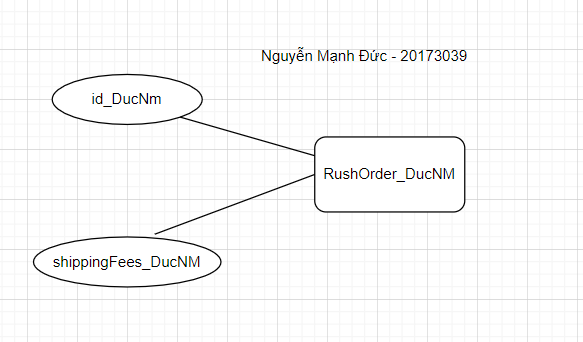 Nguyễn Mạnh Đức - 20173039
id_DucNm
RushOrder_DucNM
shippingFees_DucNM